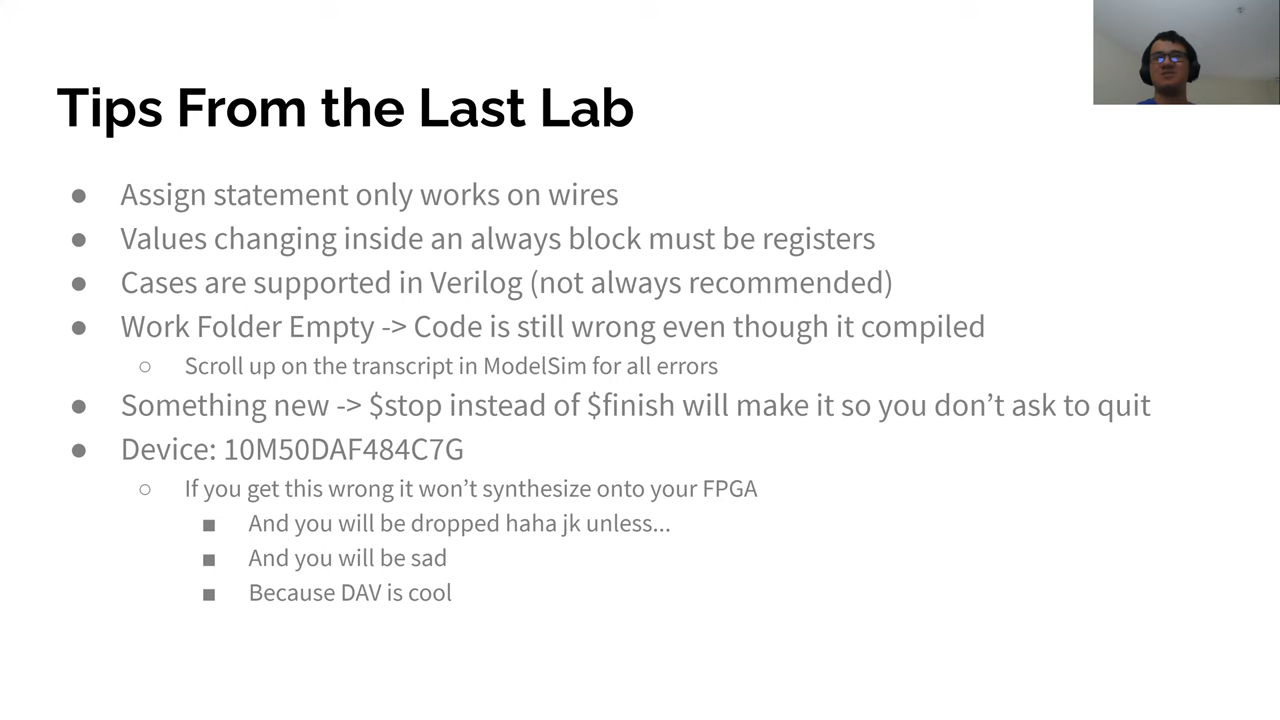 Tips From the Last Lab
● Assign statement only works on wires
● Values changing inside an always block must be registers
● Cases are supported in Verilog (not always recommended)
● Work Folder Empty -> Code is still wrong even though it compiled
○ Scroll up on the transcript in ModelSim for all errors
● Something new -> $stop instead of $finish will make it so you don’t ask to quit
● Device: 10M50DAF484C7G
○ If you get this wrong it won’t synthesize onto your FPGA
■ And you will be dropped haha jk unless...
■ And you will be sad
■ Because DAV is cool